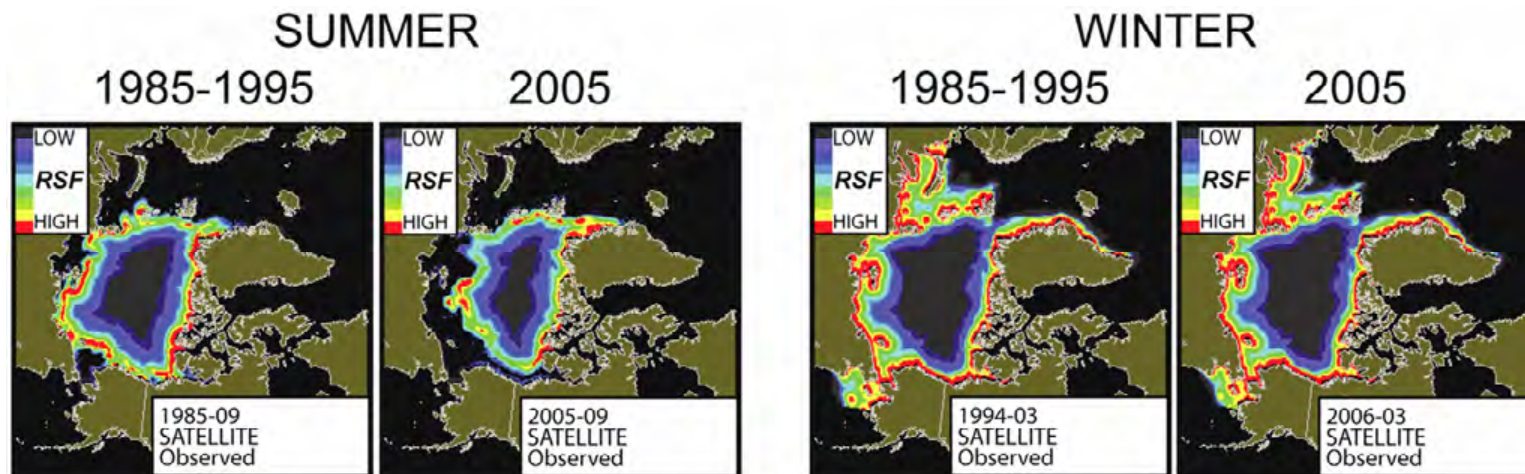 SUMMER
WINTER
1985-1995
2005
1985-1995
2005
LOW
RSF
HIGH
1985-09
SATELLITE
Observed
LOW
RSF
HIGH
2005-09
SATELLITE
Observed
LOW
RSF
HIGH
1994-03
SATELLITE
Observed
LOW
RSF
HIGH
2006-03
SATELLITE
Observed